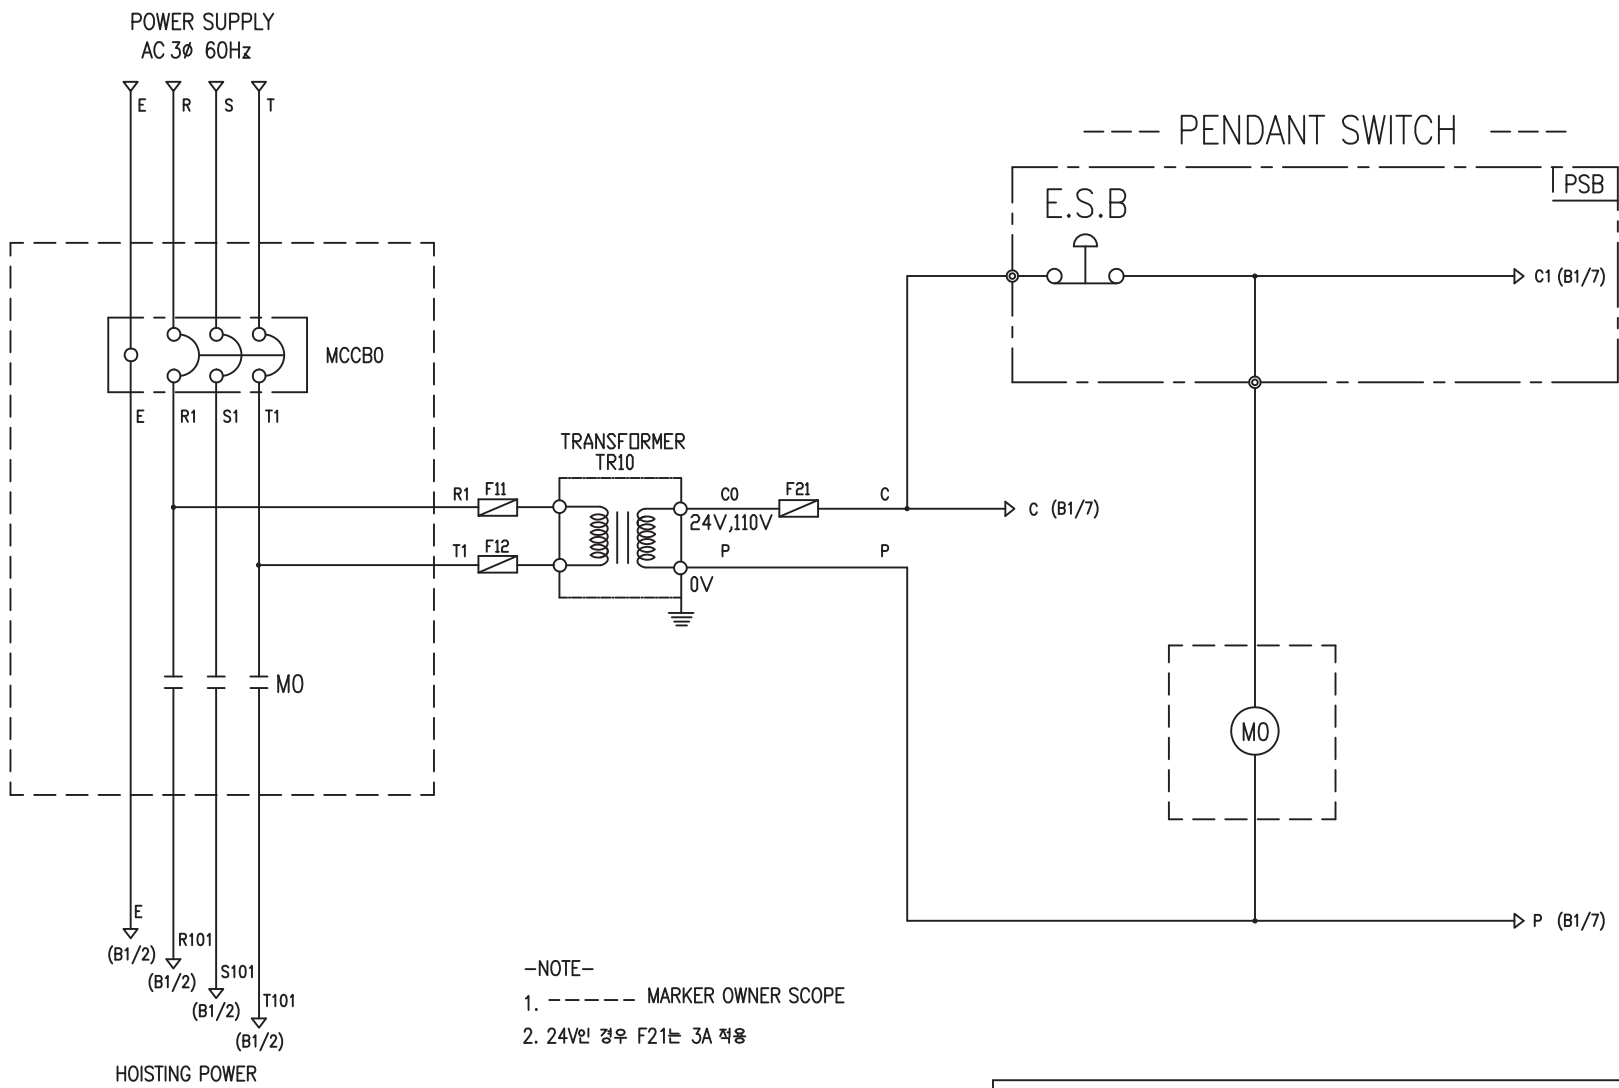 POWER SUPPLY
AC 3ø 60Hz
E R S T
---- PENDANT SWITCH ----
PSB
E.S.B
C1 (B1/7)
MCCB0
E R1 S1 T1
TRANSFORMER
TR10
R1 F11
C0 F21 C
C (B1/7)
24V,110V
T1 F12
P P
0V
M0
M0
E
(B1/2)
R101
(B1/2)
S101
(B1/2)
T101
(B1/2)
HOISTING POWER
P (B1/7)
-NOTE-
1. ------ MARKER OWNER SCOPE
2. 24V인 경우 F21는 3A 적용